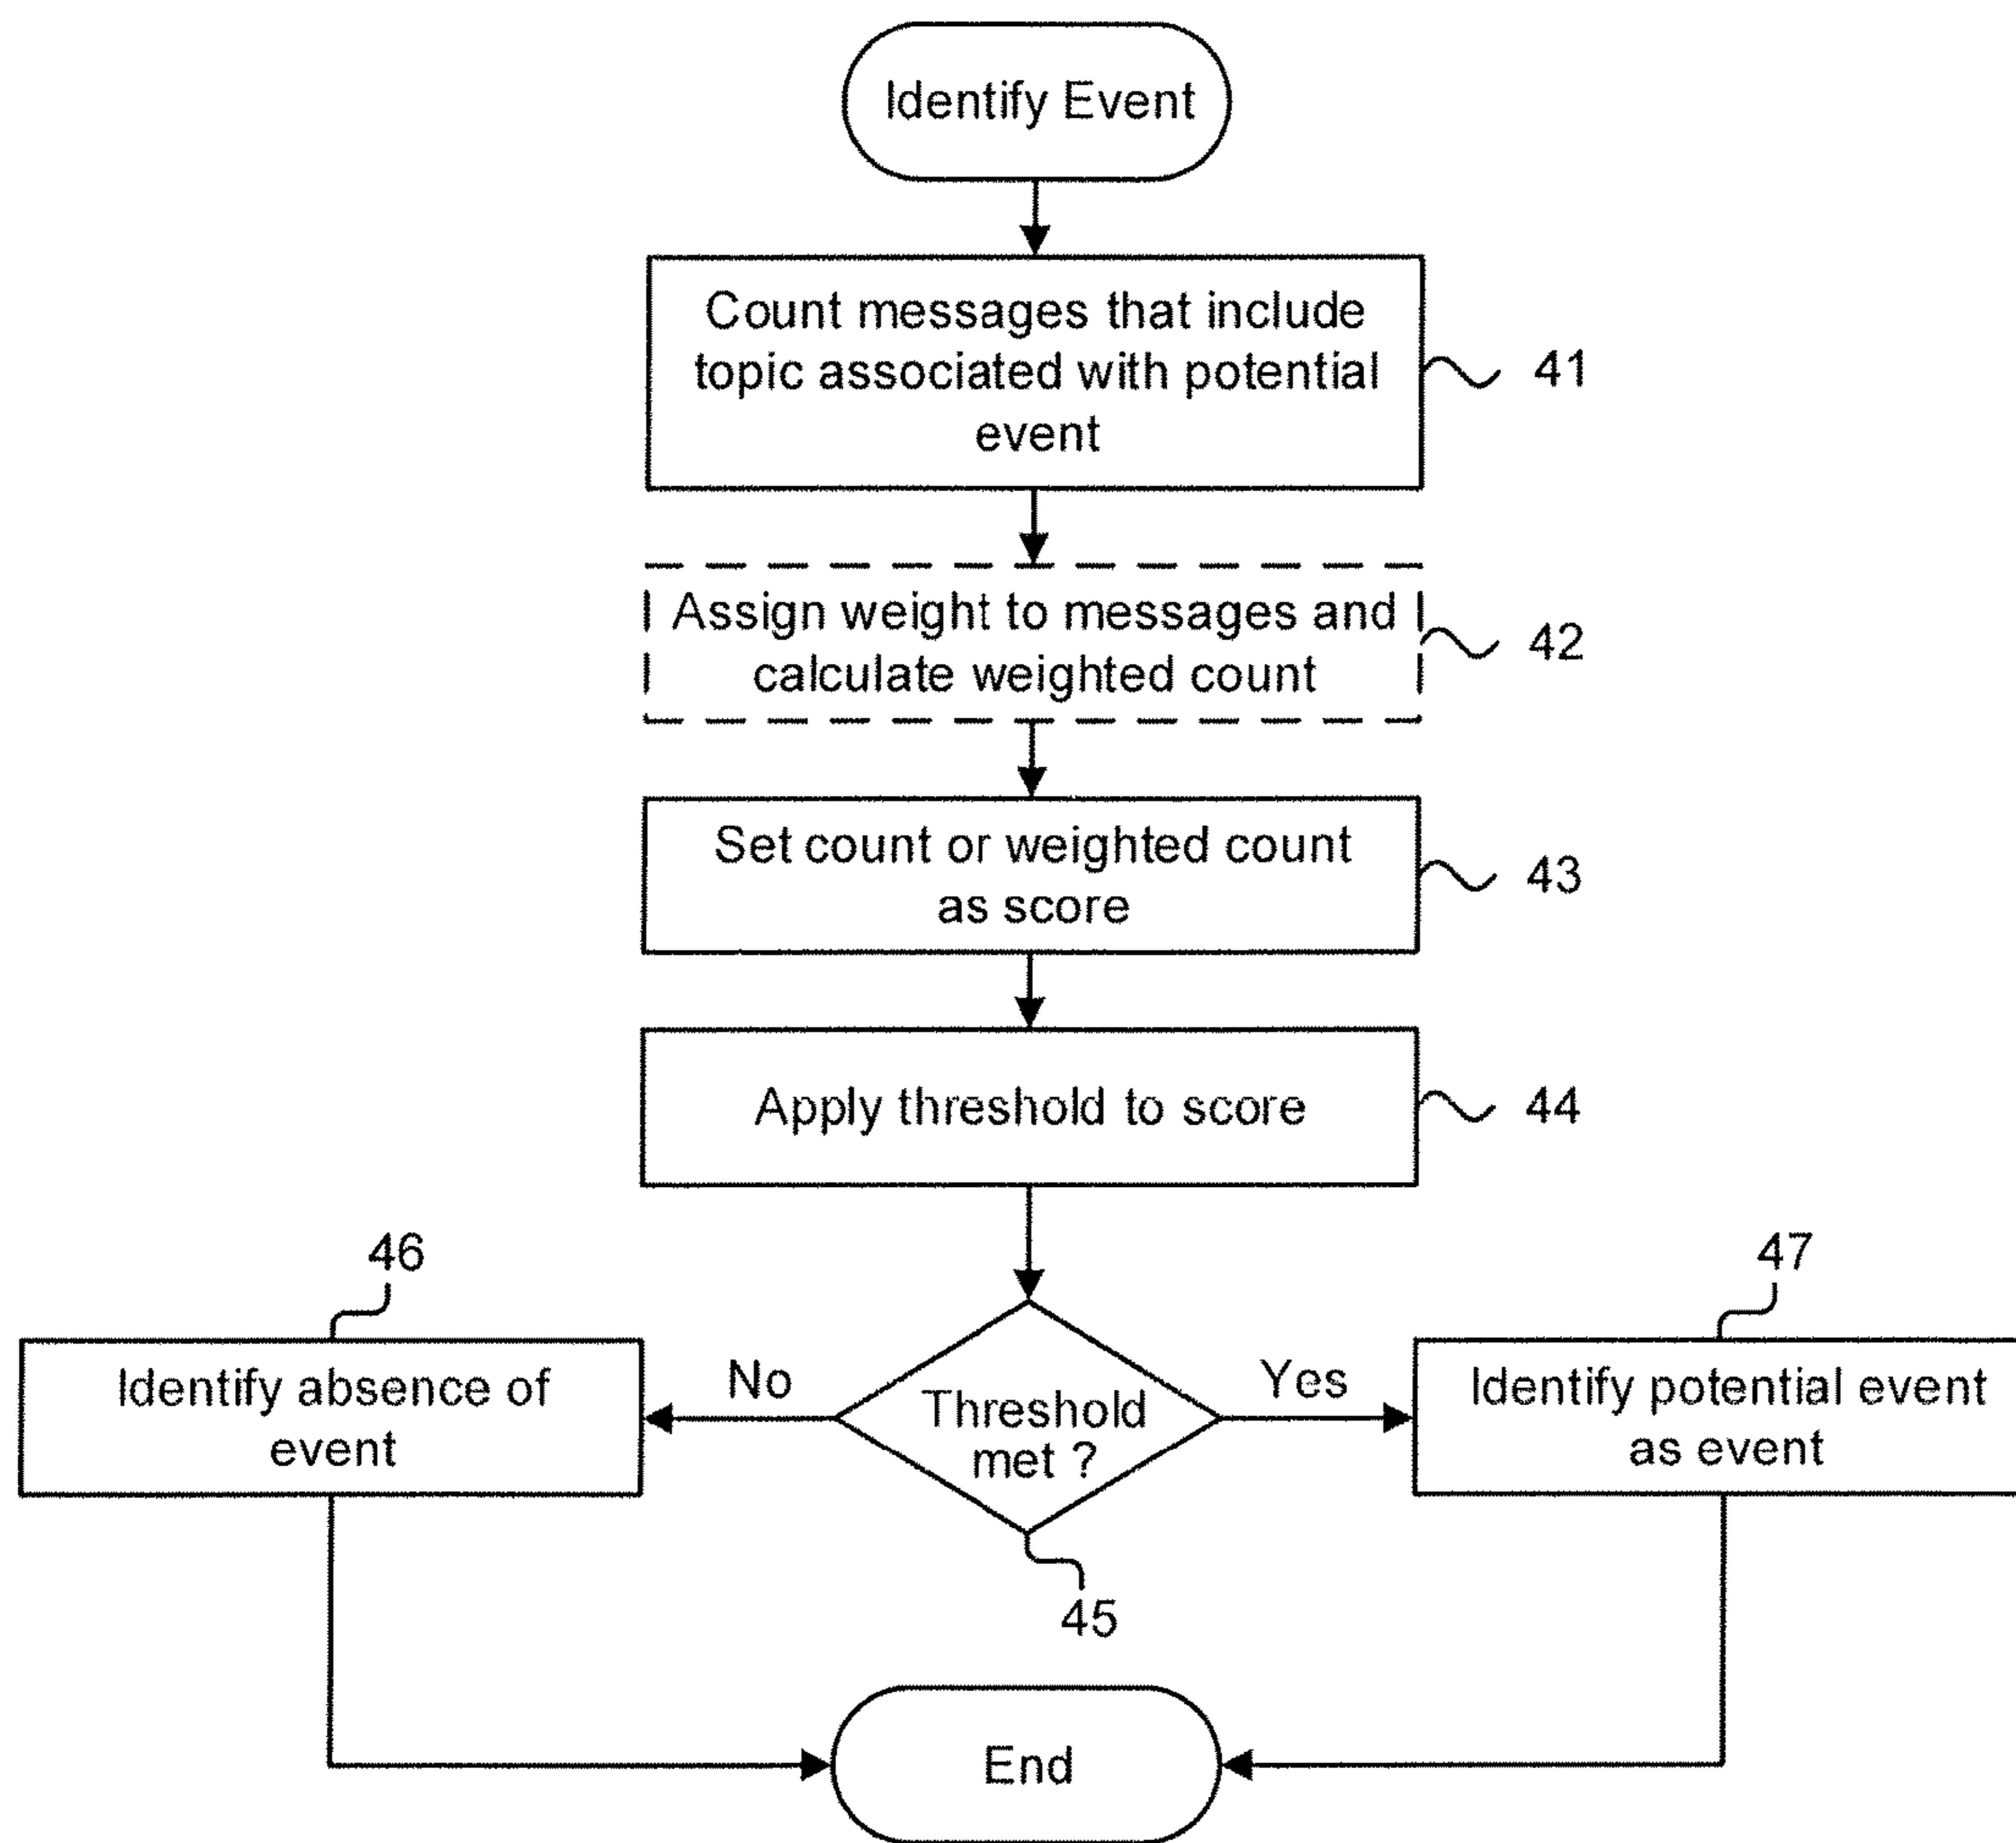 Identify Event
Count messages that include
topic associated with potential
event
41
Assign weight to messages and
calculate weighted count
42
Set count or weighted count
as score
43
Apply threshold to score
44
46
47
Identify absence of
event
No
Threshold
met ?
Yes
Identify potential event
as event
45
End